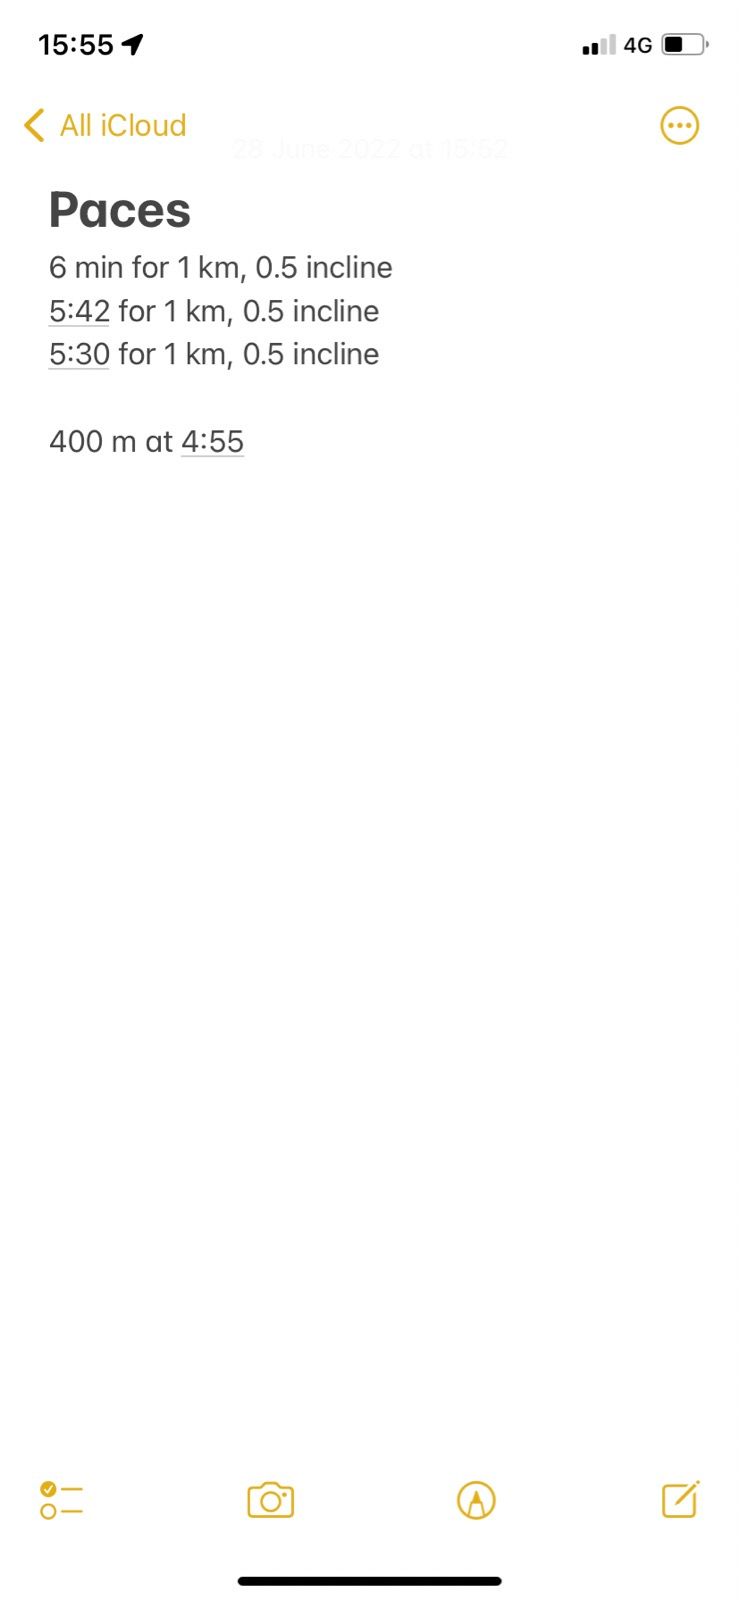 15:55
4G
All iCloud
28 June 2022 at 15:52
Paces
6 min for 1 km, 0.5 incline
5:42 for 1 km, 0.5 incline
5:30 for 1 km, 0.5 incline
400 m at 4:55